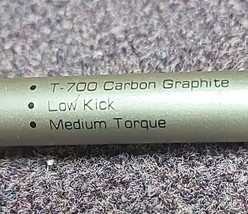 • T-700 Carbon Graphite
• Low Kick
• Medium Torque